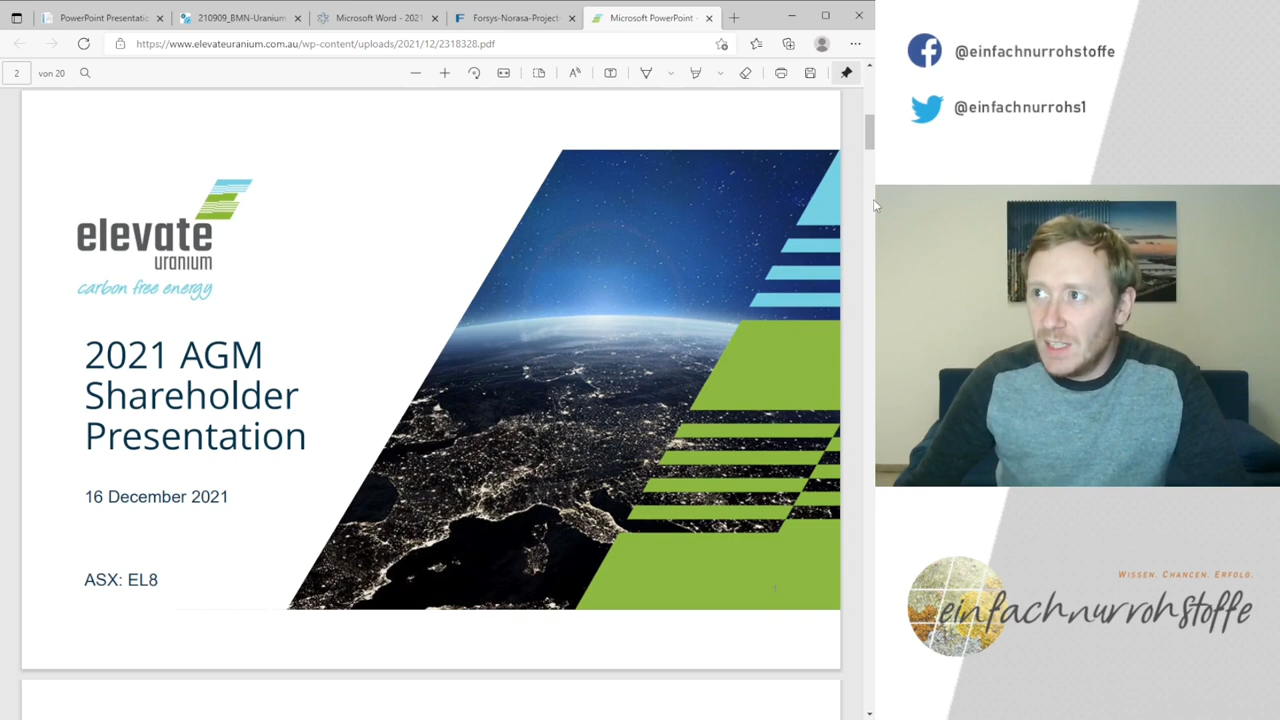 PowerPoint Presentatio
210909_BMN-Uranium
Microsoft Word - 2021
Forsys-Norasa-Project-
Microsoft PowerPoint -
https://www.elevateuranium.com.au/wp-content/uploads/2021/12/2318328.pdf
2 von 20
elevate
uranium
carbon free energy
2021 AGM
Shareholder
Presentation
16 December 2021
ASX: EL8
1
@einfachnurrohstoffe
@einfachnurrohs1
WISSEN. CHANCEN. ERFOLG.
einfachnurrohstoffe